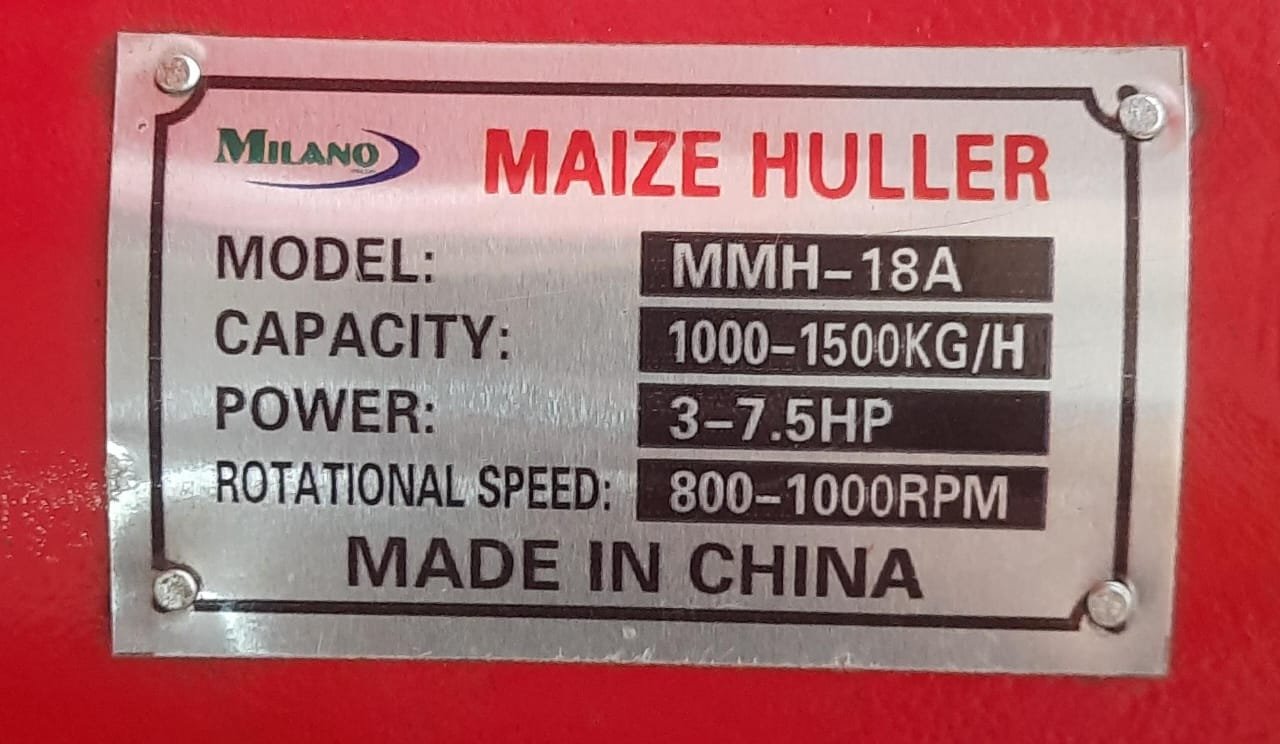 MILANO
MAIZE HULLER
MODEL: MMH-18A
CAPACITY: 1000-1500KG/H
POWER: 3-7.5HP
ROTATIONAL SPEED: 800-1000RPM
MADE IN CHINA